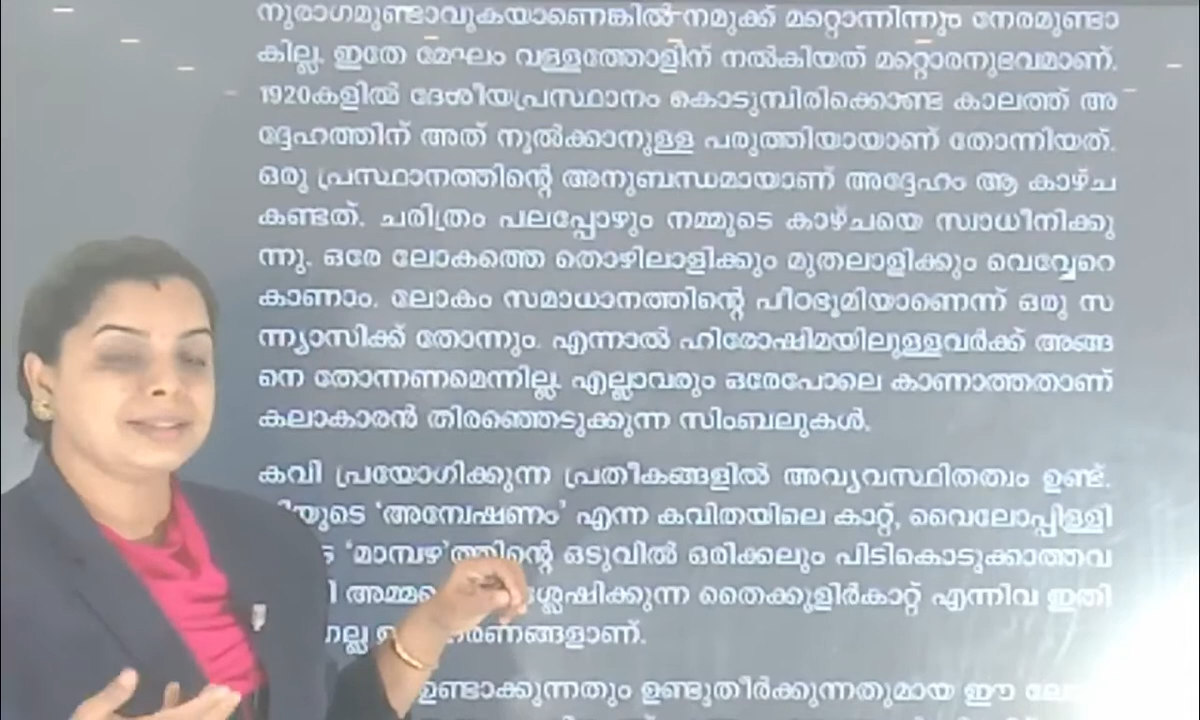 നുരാഗമുണ്ടാവുകയാണെങ്കിൽ നമുക്ക് മറ്റൊന്നിന്നും നേരമുണ്ടാ
കില്ല. ഇതേ മേഘം വള്ളത്തോളിന് നൽകിയത് മറ്റൊരനുഭവമാണ്.
1920കളിൽ ദേശീയപ്രസ്ഥാനം കൊടുമ്പിരിക്കൊണ്ട കാലത്ത് അ
ദ്ദേഹത്തിന് അത് നൂൽക്കാനുള്ള പരുത്തിയായാണ് തോന്നിയത്.
ഒരു പ്രസ്ഥാനത്തിന്റെ അനുബന്ധമായാണ് അദ്ദേഹം ആ കാഴ്ച
കണ്ടത്. ചരിത്രം പലപ്പോഴും നമ്മുടെ കാഴ്ചയെ സ്വാധീനിക്കു
ന്നു. ഒരേ ലോകത്തെ തൊഴിലാളിക്കും മുതലാളിക്കും വെവ്വേറെ
കാണാം. ലോകം സമാധാനത്തിന്റെ പീഠഭൂമിയാണെന്ന് ഒരു സ
ന്ന്യാസിക്ക് തോന്നും. എന്നാൽ ഹിരോഷിമയിലുള്ളവർക്ക് അങ്ങ
നെ തോന്നണമെന്നില്ല. എല്ലാവരും ഒരേപോലെ കാണാത്തതാണ്
കലാകാരൻ തിരഞ്ഞെടുക്കുന്ന സിംബലുകൾ.
കവി പ്രയോഗിക്കുന്ന പ്രതീകങ്ങളിൽ അവ്യവസ്ഥിതത്വം ഉണ്ട്.
'അന്വേഷണം' എന്ന കവിതയിലെ കാറ്റ്, വൈലോപ്പിള്ളി
'മാമ്പഴ'ത്തിന്റെ ഒടുവിൽ ഒരിക്കലും പിടികൊടുക്കാത്തവ
എന്നിവ ഇതി
ഉണ്ടാക്കുന്നതും ഉണ്ടുതീർക്കുന്നതുമായ ഈ